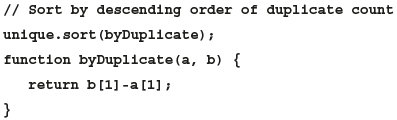 // Sort by descending order of duplicate count
unique.sort(byDuplicate);
function byDuplicate(a, b) {
   return b[1]-a[1];
}